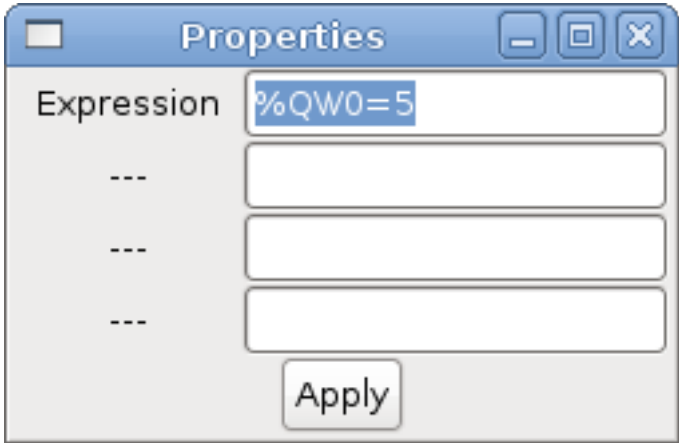 Properties
Expression %QW0=5
---
---
---
Apply